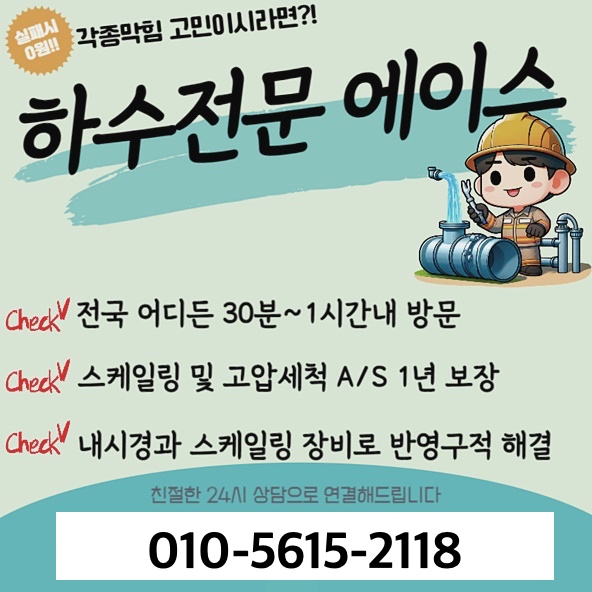 실패시
0원!!
각종막힘 고민이시라면?!
하수전문 에이스
Check 전국 어디든 30분~1시간내 방문
Check 스케일링 및 고압세척 A/S 1년 보장
Check 내시경과 스케일링 장비로 반영구적 해결
친절한 24시 상담으로 연결해드립니다
010-5615-2118